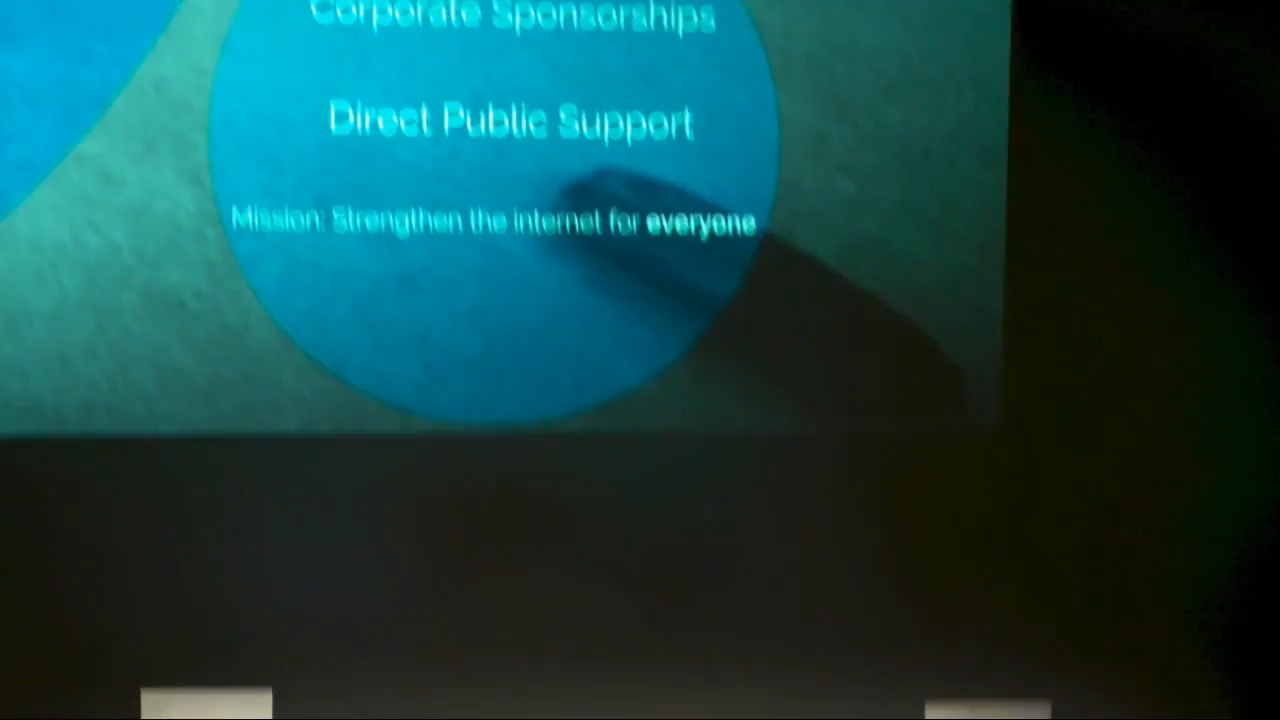 Corporate Sponsorships
Direct Public Support
Mission: Strengthen the internet for everyone